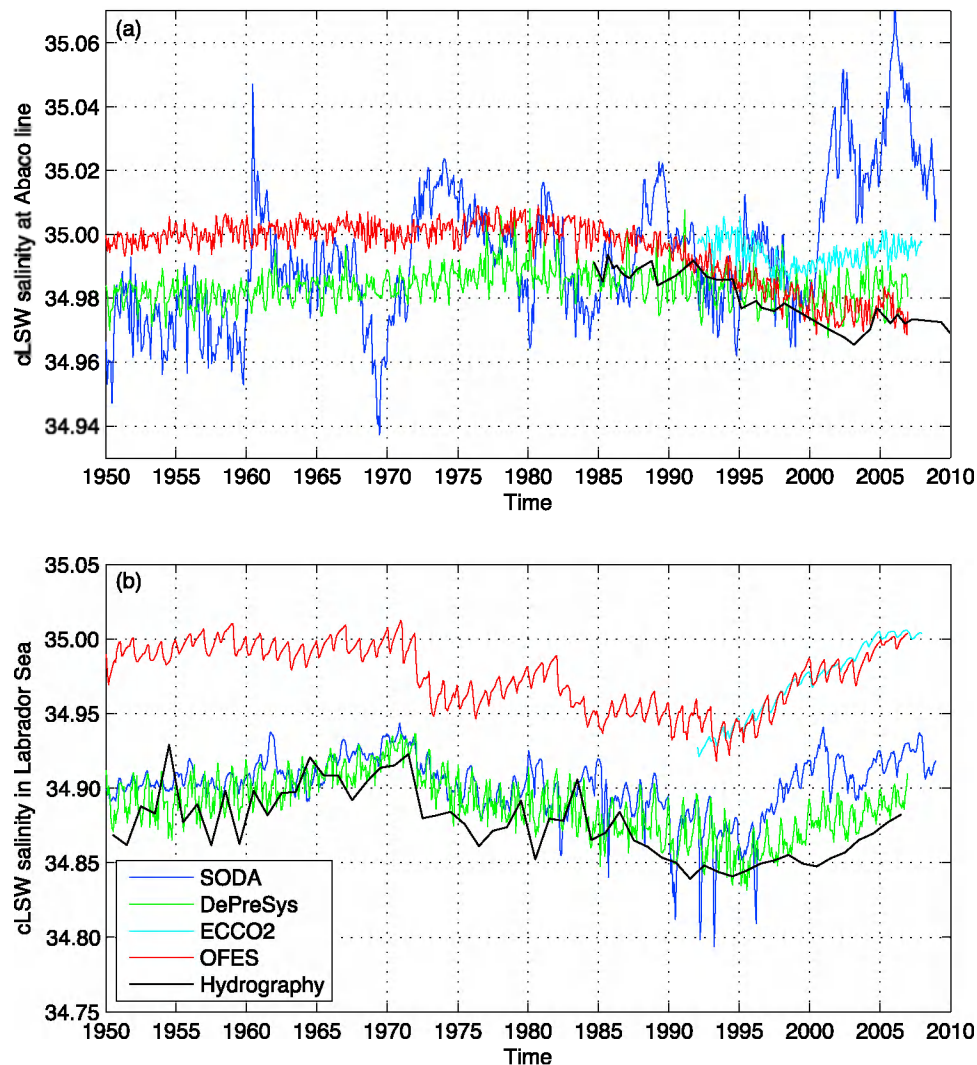 (a)
cLSW salinity at Abaco line
35.06
35.04
35.02
35.00
34.98
34.96
34.94
1950 1955 1960 1965 1970 1975 1980 1985 1990 1995 2000 2005 2010
Time
(b)
cLSW salinity in Labrador Sea
35.05
35.00
34.95
34.90
34.85
34.80
34.75
SODA
DePreSys
ECCO2
OFES
Hydrography
1950 1955 1960 1965 1970 1975 1980 1985 1990 1995 2000 2005 2010
Time